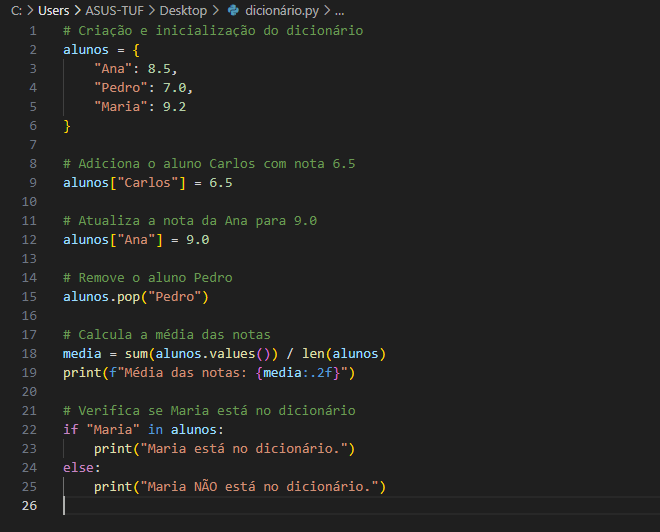 C: > Users > ASUS-TUF > Desktop > dicionário.py > ...
1 # Criação e inicialização do dicionário
2 alunos = {
3     "Ana": 8.5,
4     "Pedro": 7.0,
5     "Maria": 9.2
6 }
7
8 # Adiciona o aluno Carlos com nota 6.5
9 alunos["Carlos"] = 6.5
10
11 # Atualiza a nota da Ana para 9.0
12 alunos["Ana"] = 9.0
13
14 # Remove o aluno Pedro
15 alunos.pop("Pedro")
16
17 # Calcula a média das notas
18 media = sum(alunos.values()) / len(alunos)
19 print(f"Média das notas: {media:.2f}")
20
21 # Verifica se Maria está no dicionário
22 if "Maria" in alunos:
23     print("Maria está no dicionário.")
24 else:
25     print("Maria NÃO está no dicionário.")
26